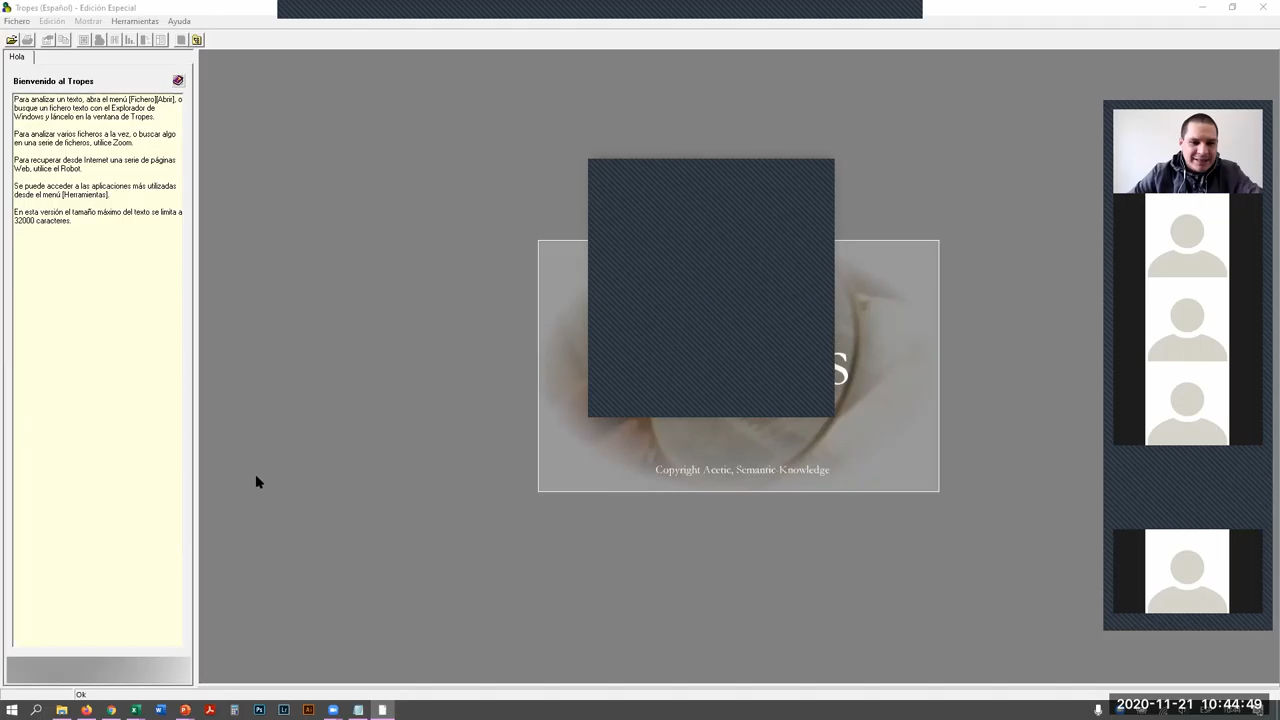 Tropes (Español) - Edición Especial
Fichero Edición Mostrar Herramientas Ayuda
Hola
Bienvenido al Tropes
Para analizar un texto, abra el menú [Fichero][Abrir], o
busque un fichero texto con el Explorador de
Windows y láncelo en la ventana de Tropes.
Para analizar varios ficheros a la vez, o buscar algo
en una serie de ficheros, utilice Zoom.
Para recuperar desde Internet una serie de páginas
Web, utilice el Robot.
Se puede acceder a las aplicaciones más utilizadas
desde el menú [Herramientas].
En esta versión el tamaño máximo del texto se limita a
32000 caracteres.
S
Copyright Acetic, Semantic Knowledge
Ok
Ps
Lr
Ai
2020-11-21 10:44:49